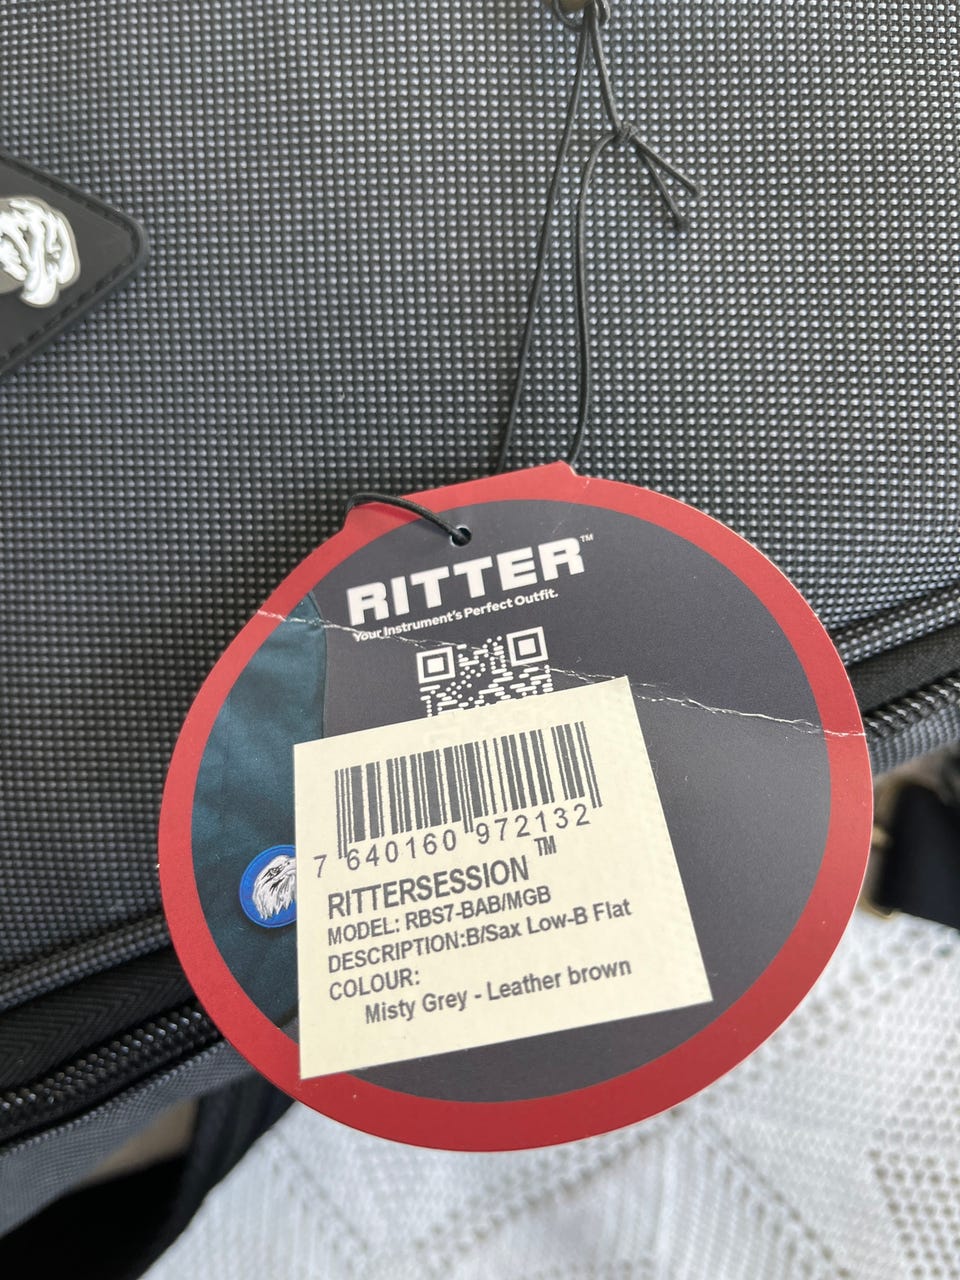 RITTER™
Your Instrument's Perfect Outfit.
7 640160 972132
RITTERSESSION™
MODEL: RBS7-BAB/MGB
DESCRIPTION:B/Sax Low-B Flat
COLOUR:
Misty Grey - Leather brown